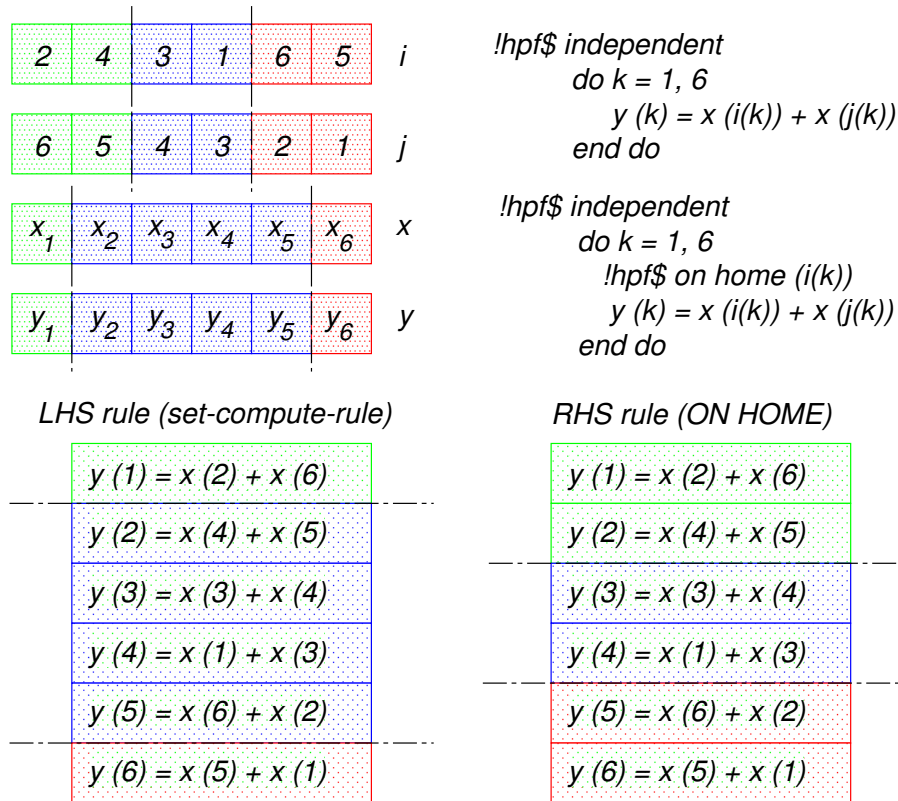 2 4 3 1 6 5 i
6 5 4 3 2 1 j
x1 x2 x3 x4 x5 x6 x
y1 y2 y3 y4 y5 y6 y
!hpf$ independent
do k = 1, 6
y (k) = x (i(k)) + x (j(k))
end do
!hpf$ independent
do k = 1, 6
!hpf$ on home (i(k))
y (k) = x (i(k)) + x (j(k))
end do
LHS rule (set-compute-rule)
y (1) = x (2) + x (6)
y (2) = x (4) + x (5)
y (3) = x (3) + x (4)
y (4) = x (1) + x (3)
y (5) = x (6) + x (2)
y (6) = x (5) + x (1)
RHS rule (ON HOME)
y (1) = x (2) + x (6)
y (2) = x (4) + x (5)
y (3) = x (3) + x (4)
y (4) = x (1) + x (3)
y (5) = x (6) + x (2)
y (6) = x (5) + x (1)